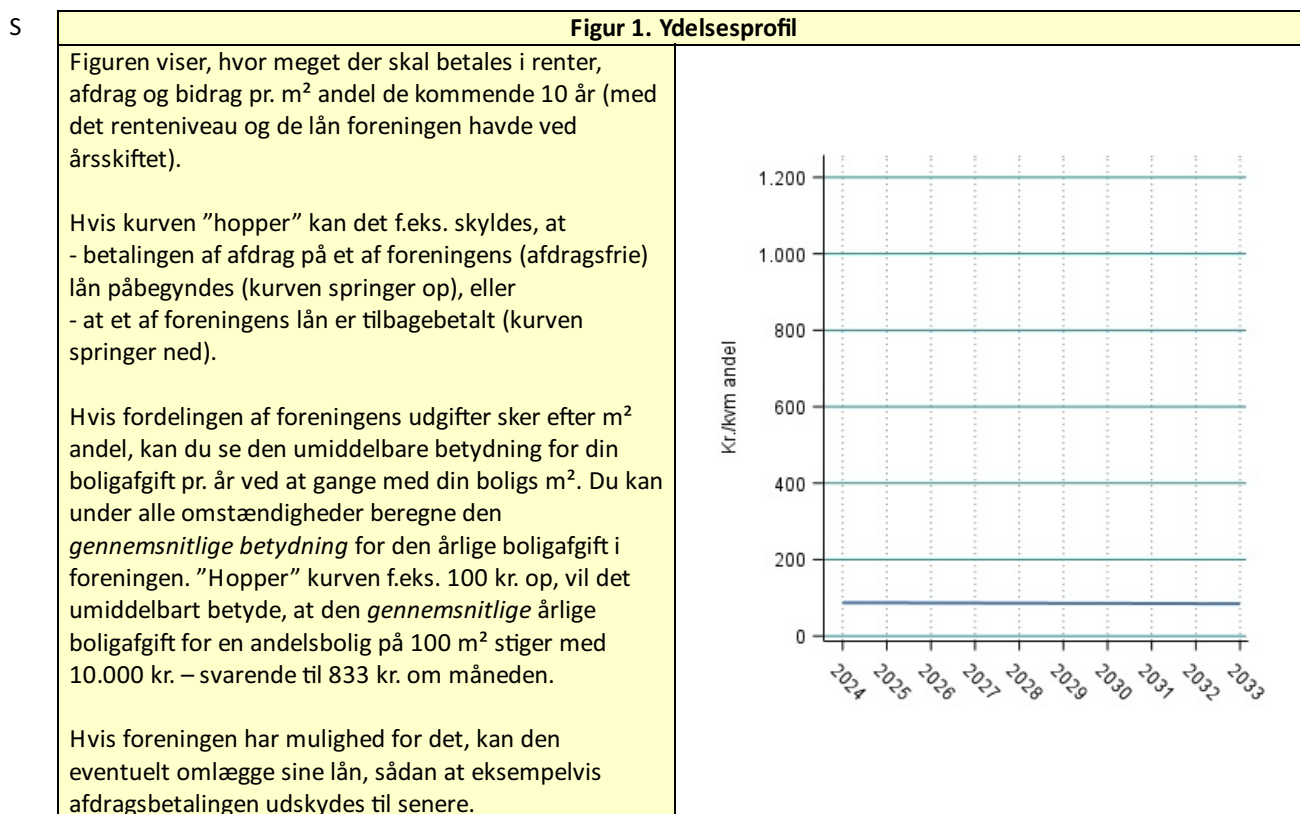 S
Figur 1. Ydelsesprofil
Figuren viser, hvor meget der skal betales i renter,
afdrag og bidrag pr. m² andel de kommende 10 år (med
det renteniveau og de lån foreningen havde ved
årsskiftet).
Hvis kurven ”hopper” kan det f.eks. skyldes, at
- betalingen af afdrag på et af foreningens (afdragsfrie)
lån påbegyndes (kurven springer op), eller
- at et af foreningens lån er tilbagebetalt (kurven
springer ned).
Hvis fordelingen af foreningens udgifter sker efter m²
andel, kan du se den umiddelbare betydning for din
boligafgift pr. år ved at gange med din boligs m². Du kan
under alle omstændigheder beregne den
gennemsnitlige betydning for den årlige boligafgift i
foreningen. ”Hopper” kurven f.eks. 100 kr. op, vil det
umiddelbart betyde, at den gennemsnitlige årlige
boligafgift for en andelsbolig på 100 m² stiger med
10.000 kr. – svarende til 833 kr. om måneden.
Hvis foreningen har mulighed for det, kan den
eventuelt omlægge sine lån, sådan at eksempelvis
afdragsbetalingen udskydes til senere.
Kr./kvm andel
1.200
1.000
800
600
400
200
0
2024
2025
2026
2027
2028
2029
2030
2031
2032
2033